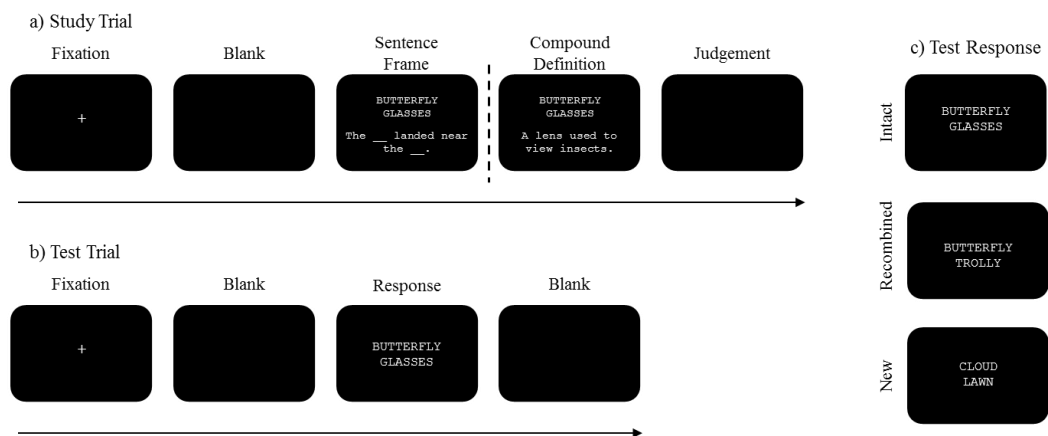 a) Study Trial
Fixation
Blank
Sentence
Frame
Compound
Definition
Judgement
+
BUTTERFLY
GLASSES
The __ landed near
the __.
BUTTERFLY
GLASSES
A lens used to
view insects.
b) Test Trial
Fixation
Blank
Response
Blank
+
BUTTERFLY
GLASSES
c) Test Response
Intact
BUTTERFLY
GLASSES
Recombined
BUTTERFLY
TROLLY
New
CLOUD
LAWN